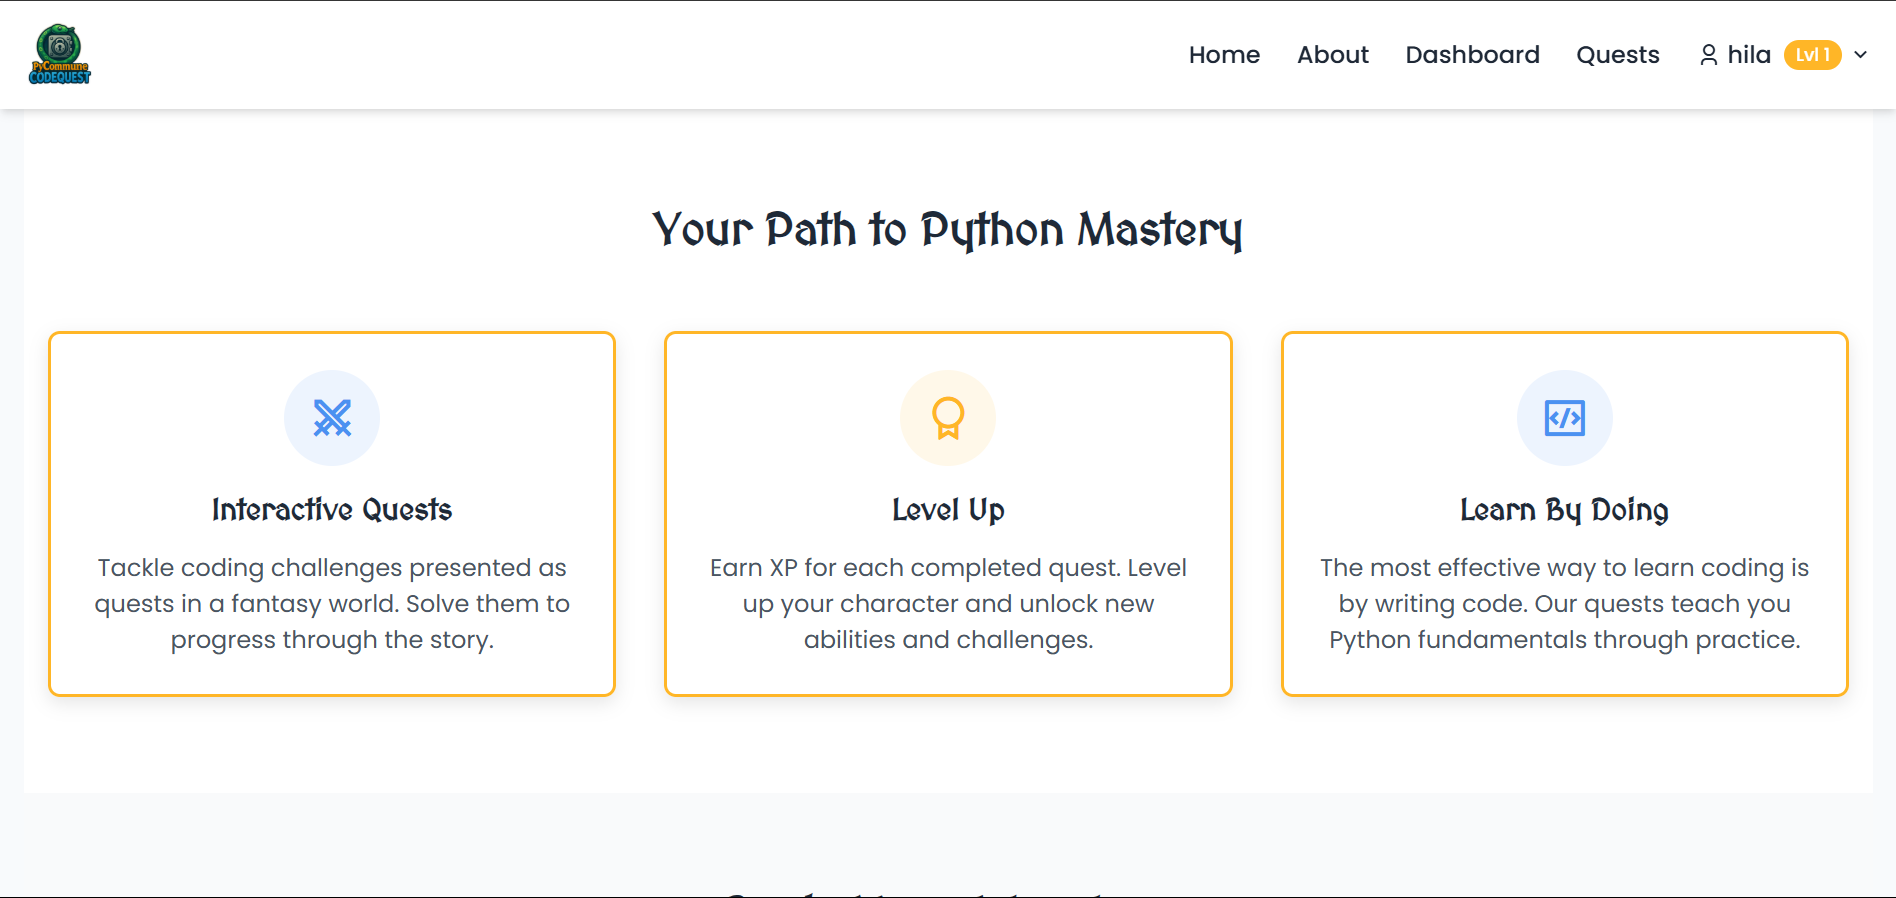 PyCommune
CODEQUEST
Home About Dashboard Quests hila Lvl 1
Your Path to Python Mastery
Interactive Quests
Tackle coding challenges presented as
quests in a fantasy world. Solve them to
progress through the story.
Level Up
Earn XP for each completed quest. Level
up your character and unlock new
abilities and challenges.
Learn By Doing
The most effective way to learn coding is
by writing code. Our quests teach you
Python fundamentals through practice.